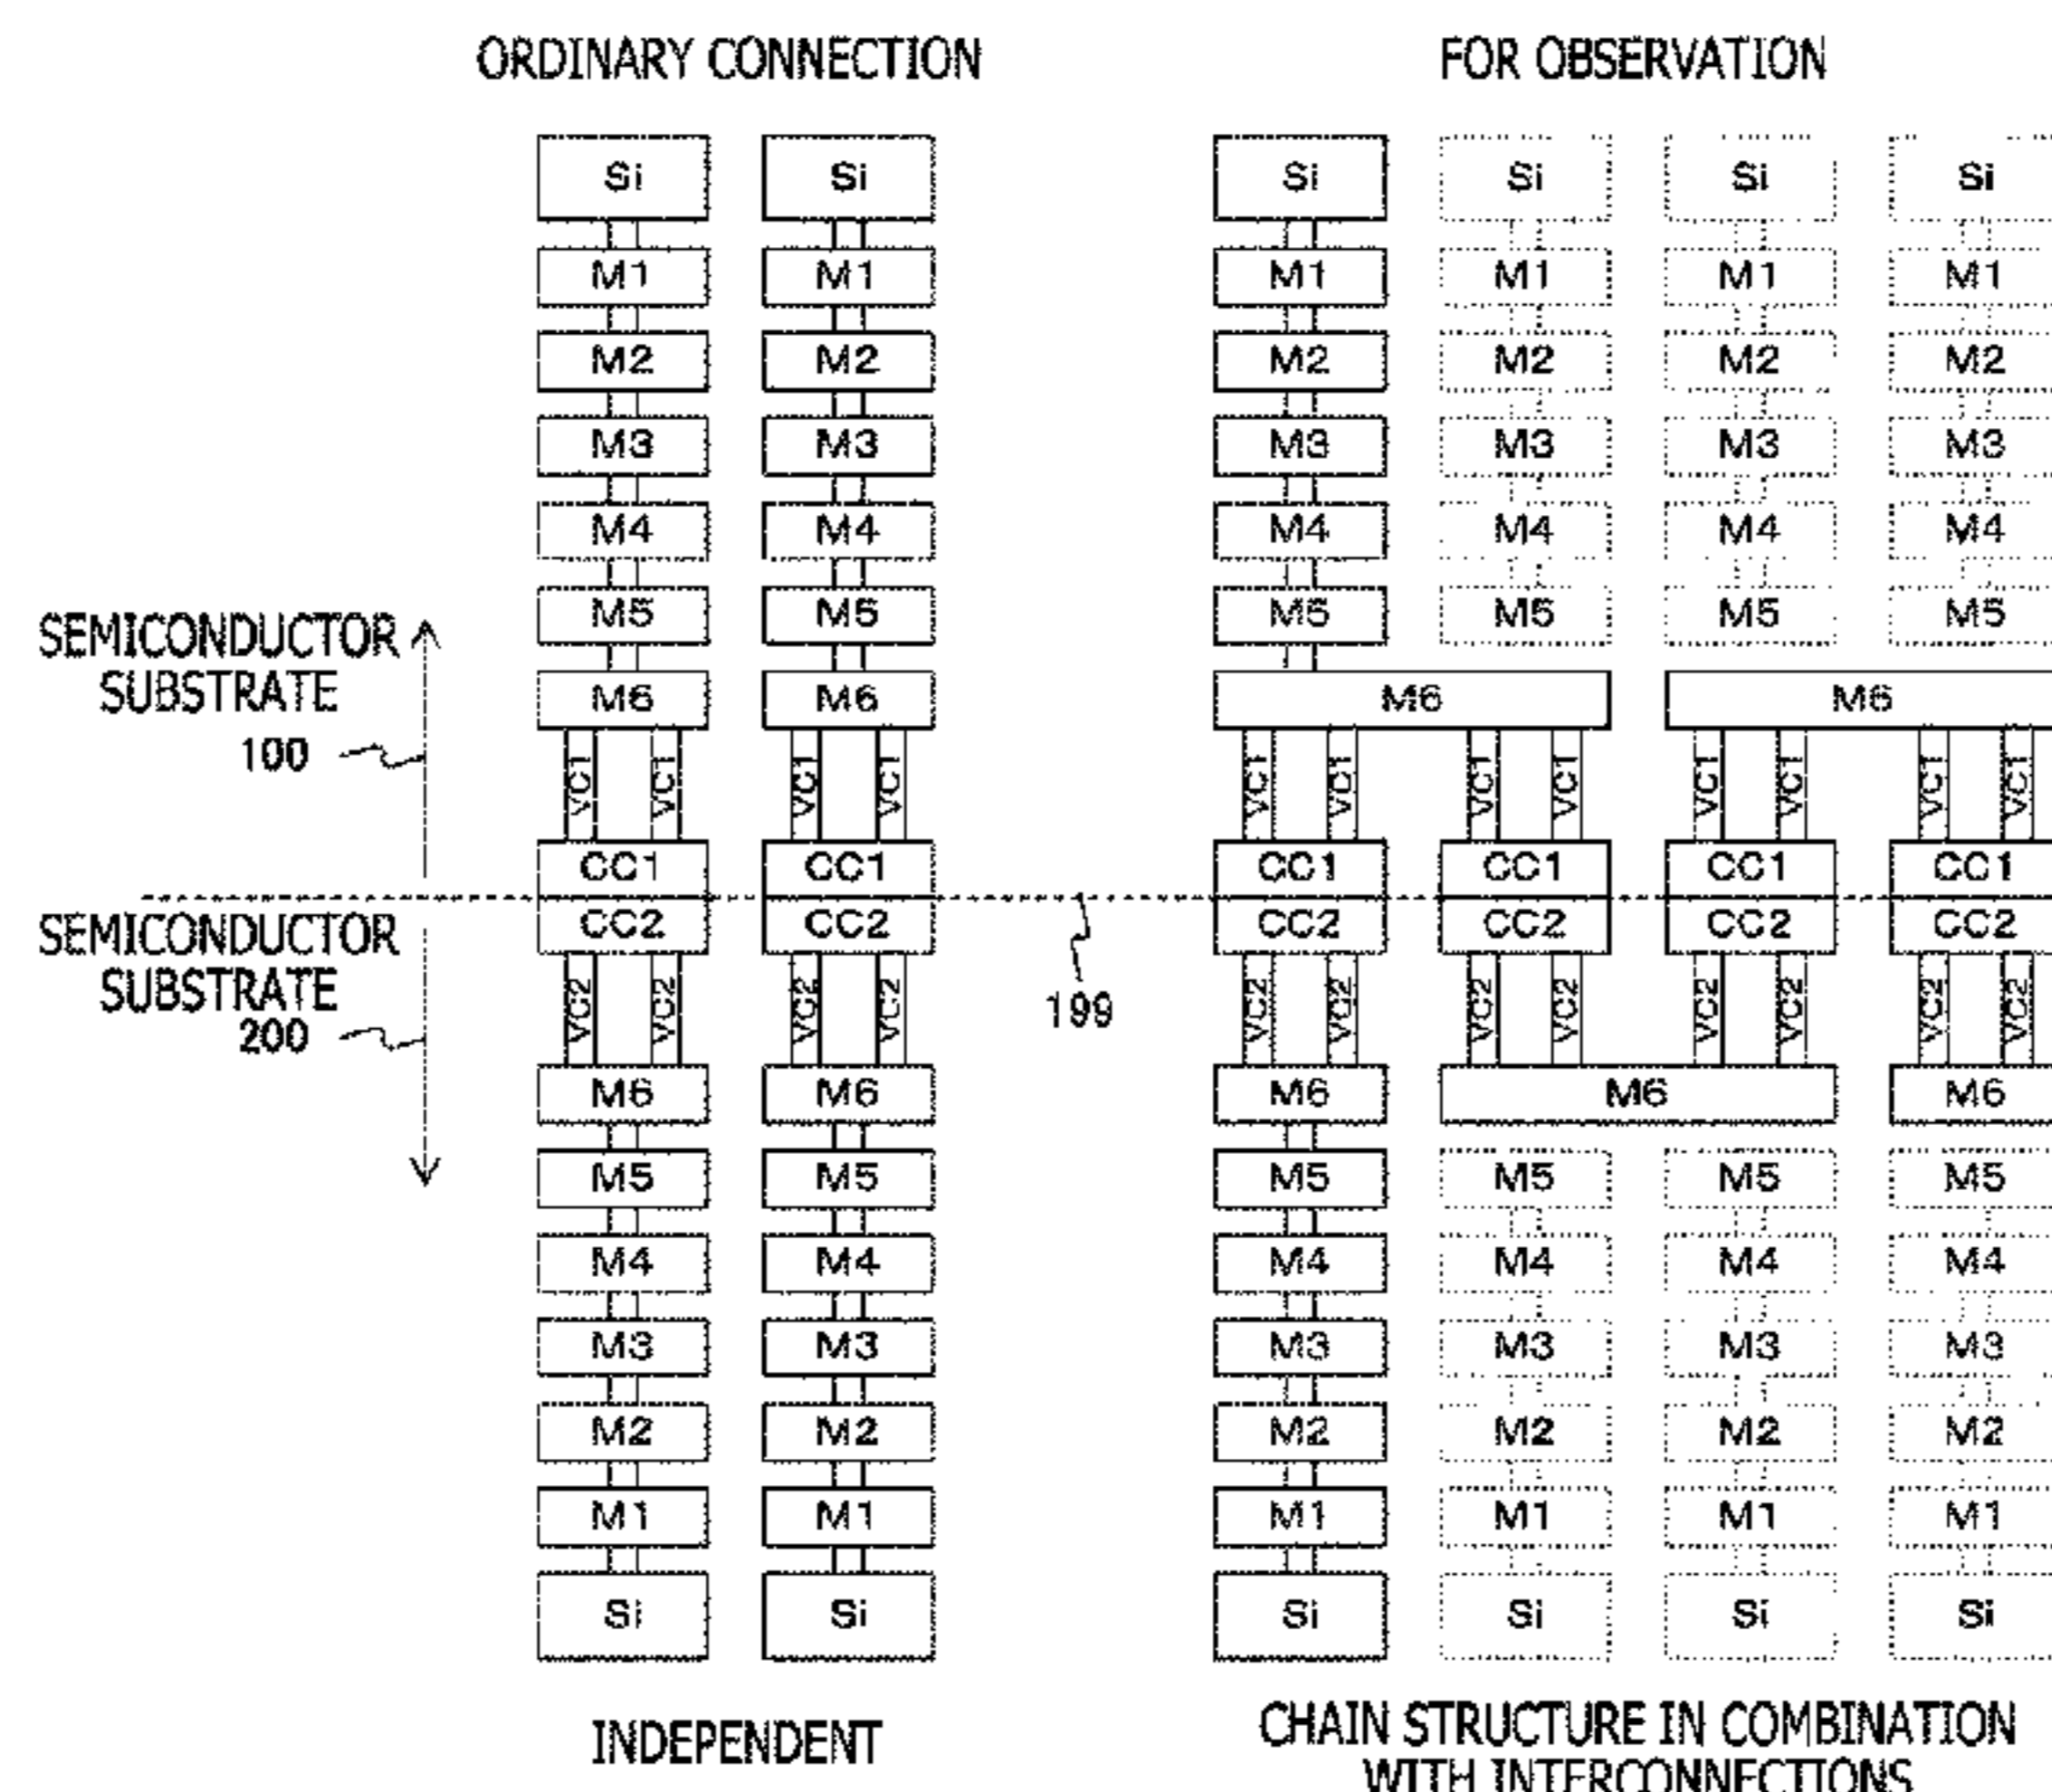 ORDINARY CONNECTION FOR OBSERVATION
Si Si Si Si Si Si
M1 M1 M1 M1 M1 M1
M2 M2 M2 M2 M2 M2
M3 M3 M3 M3 M3 M3
M4 M4 M4 M4 M4 M4
M5 M5 M5 M5 M5 M5
SEMICONDUCTOR
SUBSTRATE
100
M6 M6 M6 M6
VC1 VC1 VC1 VC1 VC1 VC1 VC1 VC1 VC1 VC1 VC1 VC1
CC1 CC1 CC1 CC1 CC1 CC1
CC2 CC2 CC2 CC2 CC2 CC2
SEMICONDUCTOR
SUBSTRATE
200
199
VC2 VC2 VC2 VC2 VC2 VC2 VC2 VC2 VC2 VC2 VC2 VC2
M6 M6 M6 M6 M6
M5 M5 M5 M5 M5 M5
M4 M4 M4 M4 M4 M4
M3 M3 M3 M3 M3 M3
M2 M2 M2 M2 M2 M2
M1 M1 M1 M1 M1 M1
Si Si Si Si Si Si
INDEPENDENT
CHAIN STRUCTURE IN COMBINATION
WITH INTERCONNECTIONS